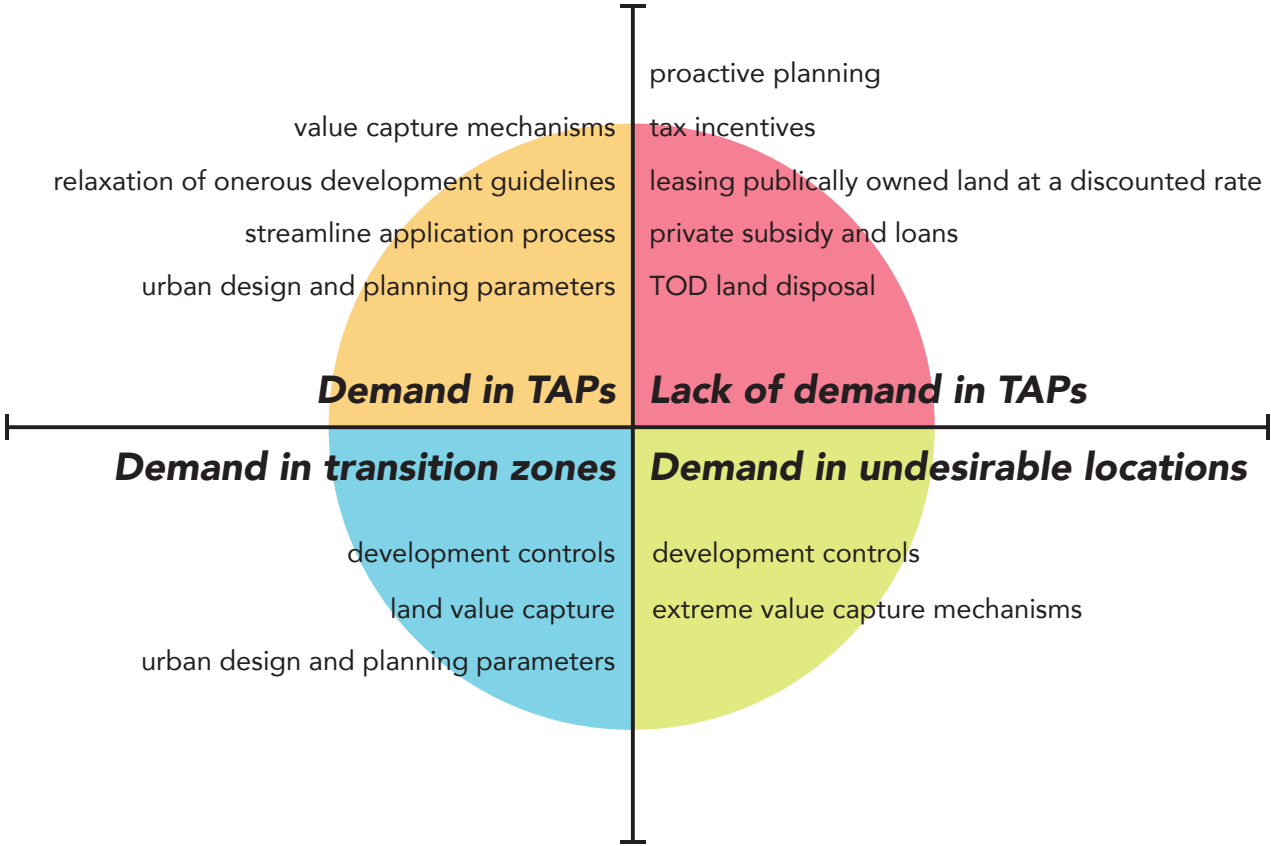 value capture mechanisms
relaxation of onerous development guidelines
streamline application process
urban design and planning parameters
Demand in TAPs
proactive planning
tax incentives
leasing publically owned land at a discounted rate
private subsidy and loans
TOD land disposal
Lack of demand in TAPs
Demand in transition zones
development controls
land value capture
urban design and planning parameters
Demand in undesirable locations
development controls
extreme value capture mechanisms